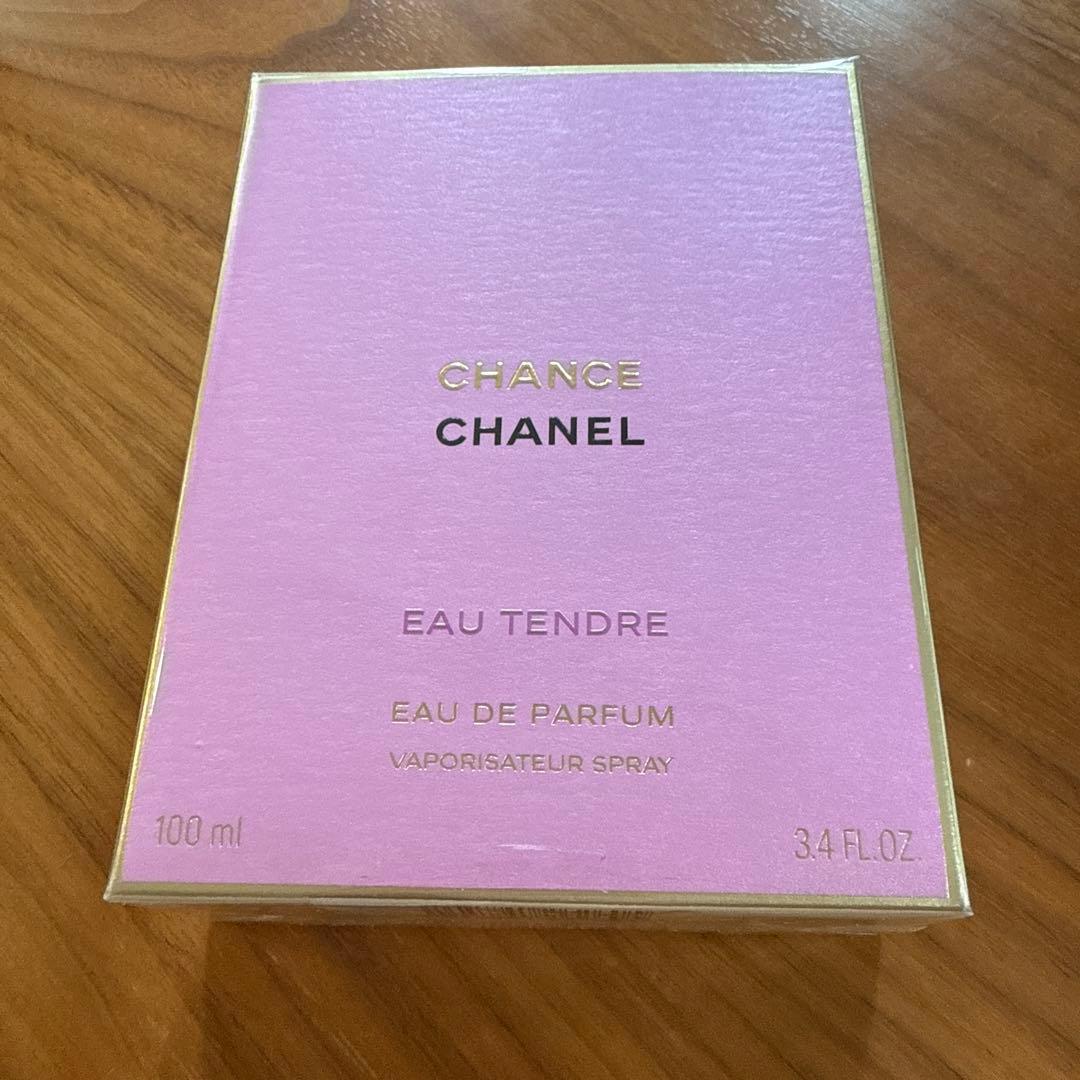 CHANCE
CHANEL
EAU TENDRE
EAU DE PARFUM
VAPORISATEUR SPRAY
100 ml
3.4 FL.OZ.